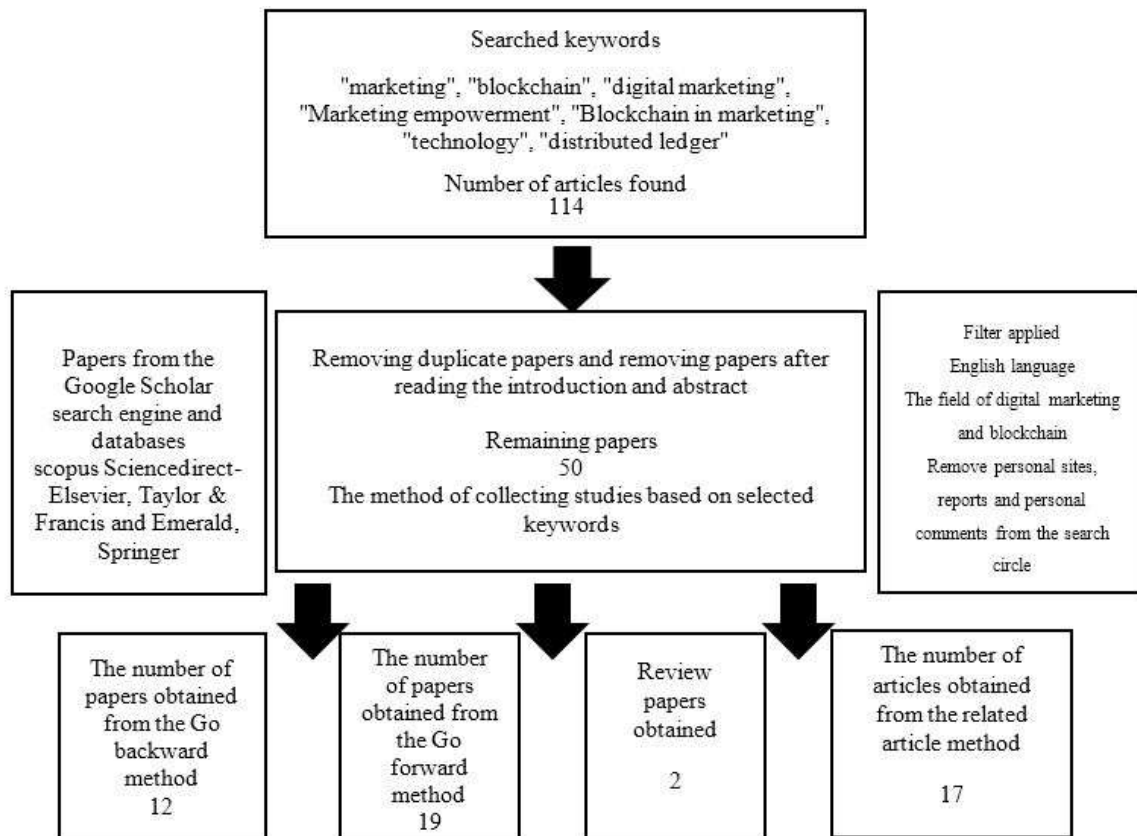 Searched keywords
"marketing", "blockchain", "digital marketing",
"Marketing empowerment", "Blockchain in marketing",
"technology", "distributed ledger"
Number of articles found
114
Papers from the
Google Scholar
search engine and
databases
scopus Sciencedirect-
Elsevier, Taylor &
Francis and Emerald,
Springer
Removing duplicate papers and removing papers after
reading the introduction and abstract
Remaining papers
50
The method of collecting studies based on selected
keywords
Filter applied
English language
The field of digital marketing
and blockchain
Remove personal sites,
reports and personal
comments from the search
circle
The number of
papers obtained
from the Go
backward
method
12
The number
of papers
obtained from
the Go
forward
method
19
Review
papers
obtained
2
The number of
articles obtained
from the related
article method
17